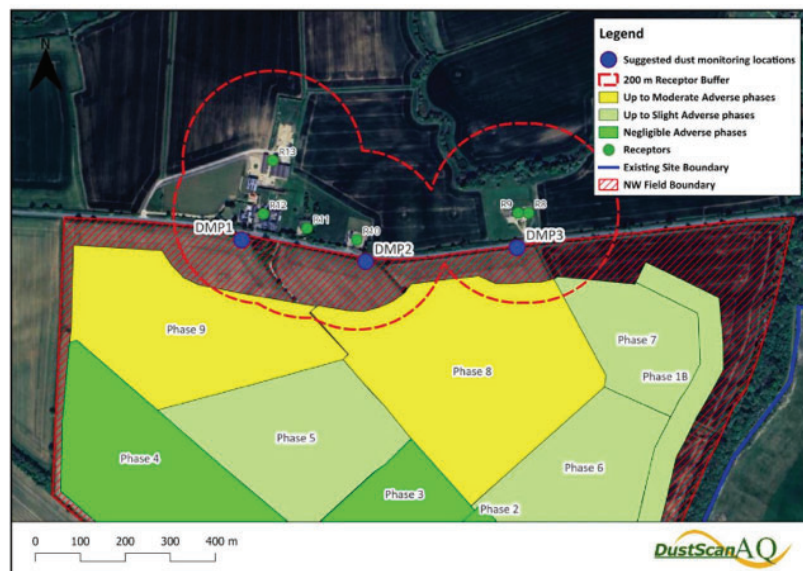 N
Legend
Suggested dust monitoring locations
200 m Receptor Buffer
Up to Moderate Adverse phases
Up to Slight Adverse phases
Negligible Adverse phases
Receptors
Existing Site Boundary
NW Field Boundary
R13
R12
R11
R10
R9 R8
DMP1
DMP2
DMP3
Phase 9
Phase 8
Phase 7
Phase 1B
Phase 5
Phase 4
Phase 6
Phase 3
Phase 2
0 100 200 300 400 m
DustScanAQ